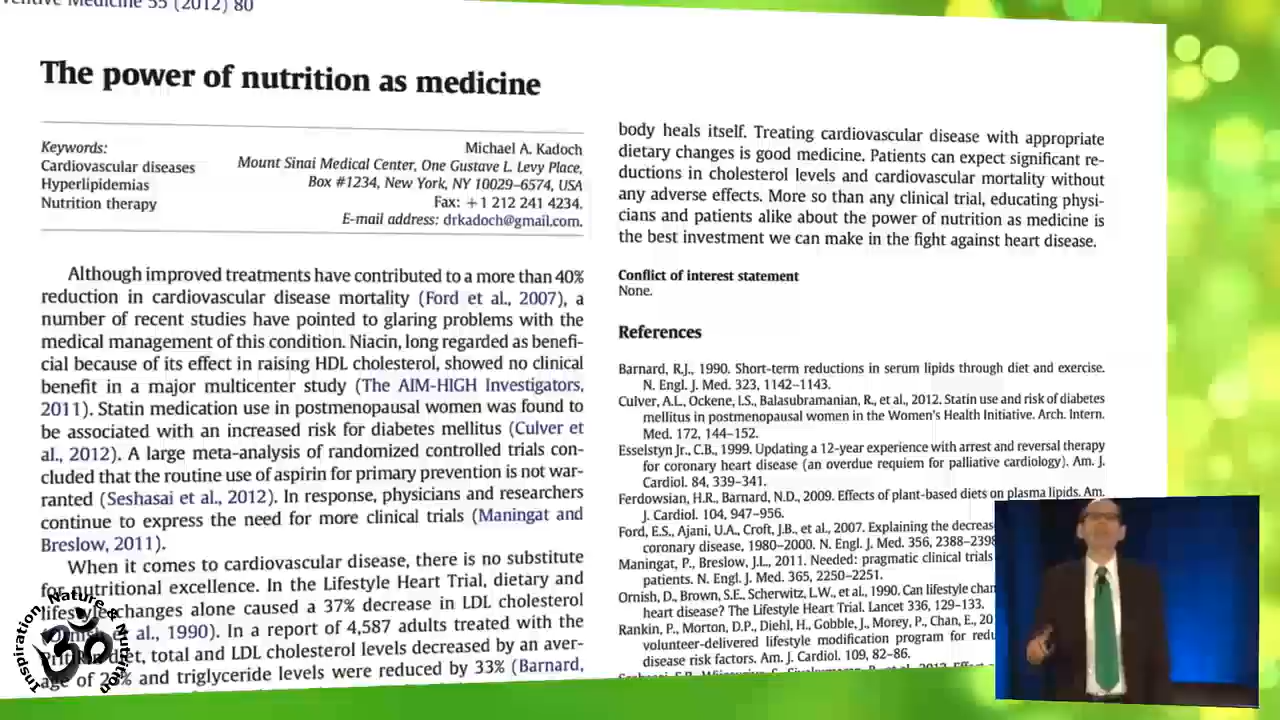 ventive Medicine 55 (2012) 80
The power of nutrition as medicine
Keywords:
Cardiovascular diseases
Hyperlipidemias
Nutrition therapy
Michael A. Kadoch
Mount Sinai Medical Center, One Gustave L. Levy Place,
Box #1234, New York, NY 10029–6574, USA
Fax: +1 212 241 4234.
E-mail address: drkadoch@gmail.com.
Although improved treatments have contributed to a more than 40%
reduction in cardiovascular disease mortality (Ford et al., 2007), a
number of recent studies have pointed to glaring problems with the
medical management of this condition. Niacin, long regarded as benefi-
cial because of its effect in raising HDL cholesterol, showed no clinical
benefit in a major multicenter study (The AIM-HIGH Investigators,
2011). Statin medication use in postmenopausal women was found to
be associated with an increased risk for diabetes mellitus (Culver et
al., 2012). A large meta-analysis of randomized controlled trials con-
cluded that the routine use of aspirin for primary prevention is not war-
ranted (Seshasai et al., 2012). In response, physicians and researchers
continue to express the need for more clinical trials (Maningat and
Breslow, 2011).
When it comes to cardiovascular disease, there is no substitute
for nutritional excellence. In the Lifestyle Heart Trial, dietary and
lifestyle changes alone caused a 37% decrease in LDL cholesterol
et al., 1990). In a report of 4,587 adults treated with the
diet, total and LDL cholesterol levels decreased by an aver-
age of and triglyceride levels were reduced by 33% (Barnard,
body heals itself. Treating cardiovascular disease with appropriate
dietary changes is good medicine. Patients can expect significant re-
ductions in cholesterol levels and cardiovascular mortality without
any adverse effects. More so than any clinical trial, educating physi-
cians and patients alike about the power of nutrition as medicine is
the best investment we can make in the fight against heart disease.
Conflict of interest statement
None.
References
Barnard, R.J., 1990. Short-term reductions in serum lipids through diet and exercise.
N. Engl. J. Med. 323, 1142–1143.
Culver, A.L., Ockene, I.S., Balasubramanian, R., et al., 2012. Statin use and risk of diabetes
mellitus in postmenopausal women in the Women's Health Initiative. Arch. Intern.
Med. 172, 144–152.
Esselstyn Jr., C.B., 1999. Updating a 12-year experience with arrest and reversal therapy
for coronary heart disease (an overdue requiem for palliative cardiology). Am. J.
Cardiol. 84, 339–341.
Ferdowsian, H.R., Barnard, N.D., 2009. Effects of plant-based diets on plasma lipids. Am.
J. Cardiol. 104, 947–956.
Ford, E.S., Ajani, U.A., Croft, J.B., et al., 2007. Explaining the decreas
coronary disease, 1980–2000. N. Engl. J. Med. 356, 2388–2398
Maningat, P., Breslow, J.L., 2011. Needed: pragmatic clinical trials
patients. N. Engl. J. Med. 365, 2250–2251.
Ornish, D., Brown, S.E., Scherwitz, L.W., et al., 1990. Can lifestyle chan
heart disease? The Lifestyle Heart Trial. Lancet 336, 129–133.
Rankin, P., Morton, D.P., Diehl, H., Gobble, J., Morey, P., Chan, E., 20
volunteer-delivered lifestyle modification program for redu
disease risk factors. Am. J. Cardiol. 109, 82–86.
Inspiration Nature & Nutrition
ॐ